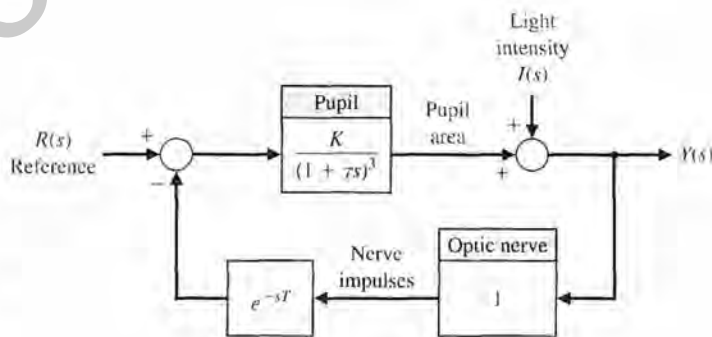 Light
intensity
I(s)
Pupil
Pupil
area
R(s)
Reference
+
−
K
(1 + τs)³
+
+
Y(s)
Nerve
impulses
Optic nerve
e^{-sT}
1